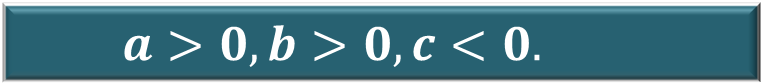 a > 0, b > 0, c < 0.